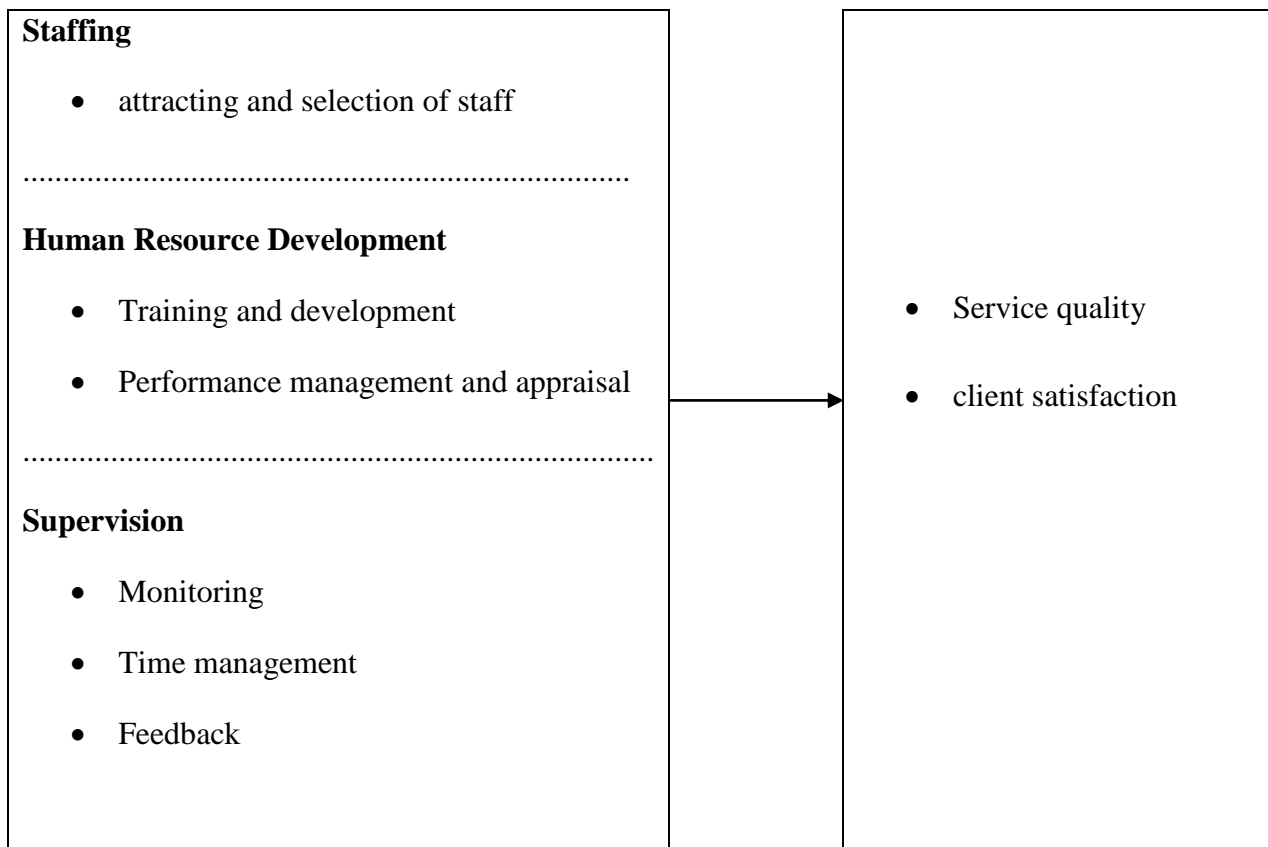 Staffing
• attracting and selection of staff
...........................................................................
Human Resource Development
• Training and development
• Performance management and appraisal
..............................................................................
Supervision
• Monitoring
• Time management
• Feedback
• Service quality
• client satisfaction